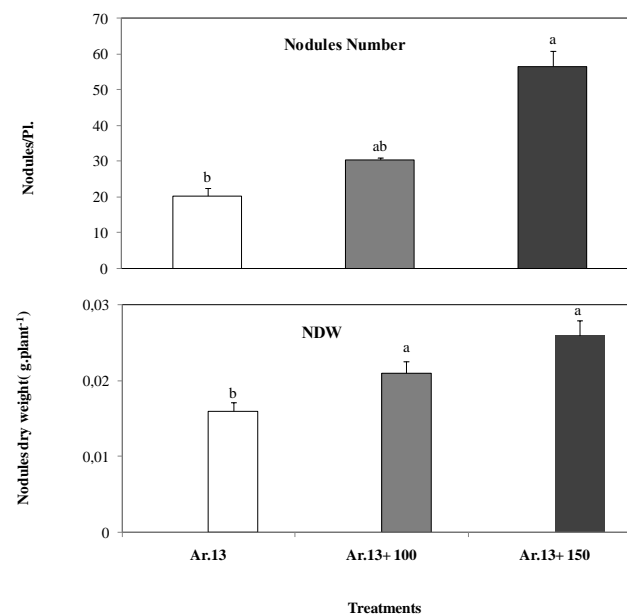 70
Nodules Number
a
60
50
Nodules/Pl.
40
ab
30
b
20
10
0
0,03
NDW
a
a
Nodules dry weight( g.plant-1)
0,02
b
0,01
0
Ar.13
Ar.13+ 100
Ar.13+ 150
Treatments